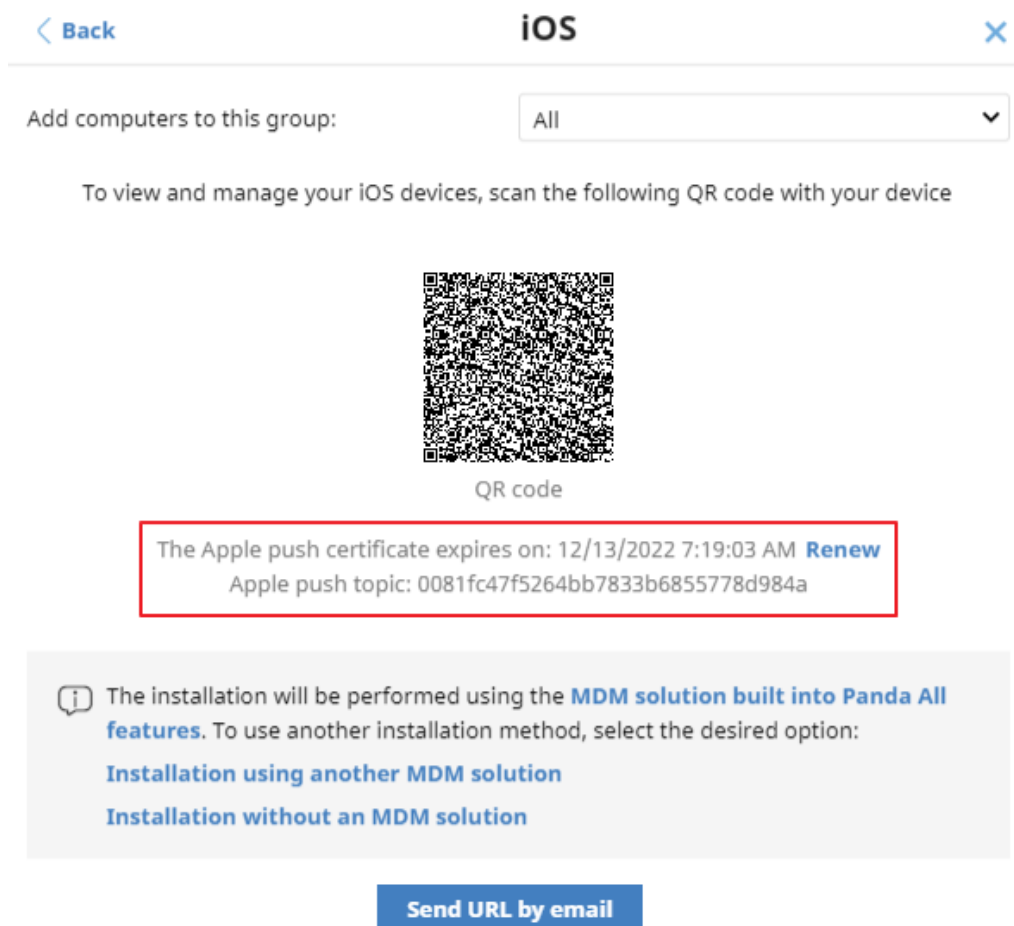 Back
iOS
Add computers to this group:
All
To view and manage your iOS devices, scan the following QR code with your device
QR code
The Apple push certificate expires on: 12/13/2022 7:19:03 AM Renew
Apple push topic: 0081fc47f5264bb7833b6855778d984a
The installation will be performed using the MDM solution built into Panda All
features. To use another installation method, select the desired option:
Installation using another MDM solution
Installation without an MDM solution
Send URL by email